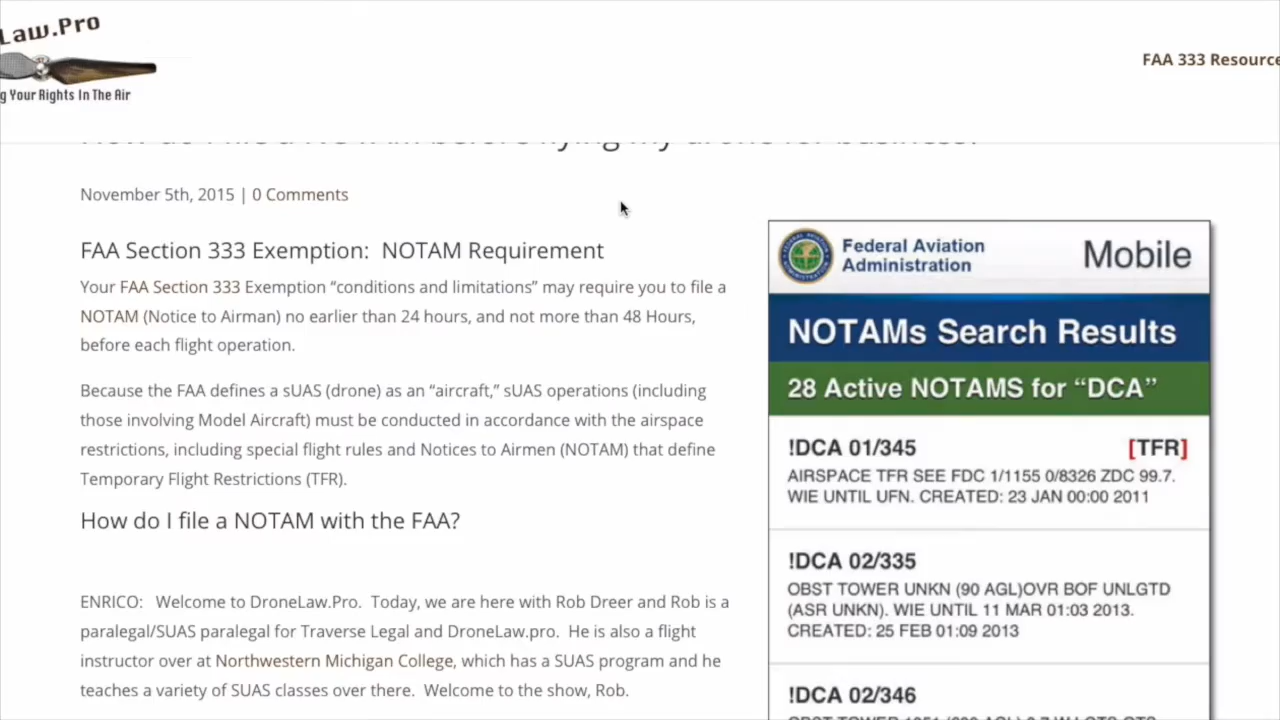 Law.Pro
g Your Rights In The Air
FAA 333 Resource
How do I file a NOTAM before flying my drone for business?
November 5th, 2015 | 0 Comments
FAA Section 333 Exemption:  NOTAM Requirement
Your FAA Section 333 Exemption “conditions and limitations” may require you to file a
NOTAM (Notice to Airman) no earlier than 24 hours, and not more than 48 Hours,
before each flight operation.
Because the FAA defines a sUAS (drone) as an “aircraft,” sUAS operations (including
those involving Model Aircraft) must be conducted in accordance with the airspace
restrictions, including special flight rules and Notices to Airmen (NOTAM) that define
Temporary Flight Restrictions (TFR).
How do I file a NOTAM with the FAA?
ENRICO:   Welcome to DroneLaw.Pro.  Today, we are here with Rob Dreer and Rob is a
paralegal/SUAS paralegal for Traverse Legal and DroneLaw.pro.  He is also a flight
instructor over at Northwestern Michigan College, which has a SUAS program and he
teaches a variety of SUAS classes over there.  Welcome to the show, Rob.
Federal Aviation
Administration
Mobile
NOTAMs Search Results
28 Active NOTAMS for “DCA”
!DCA 01/345 [TFR]
AIRSPACE TFR SEE FDC 1/1155 0/8326 ZDC 99.7.
WIE UNTIL UFN. CREATED: 23 JAN 00:00 2011
!DCA 02/335
OBST TOWER UNKN (90 AGL)OVR BOF UNLGTD
(ASR UNKN). WIE UNTIL 11 MAR 01:03 2013.
CREATED: 25 FEB 01:09 2013
!DCA 02/346